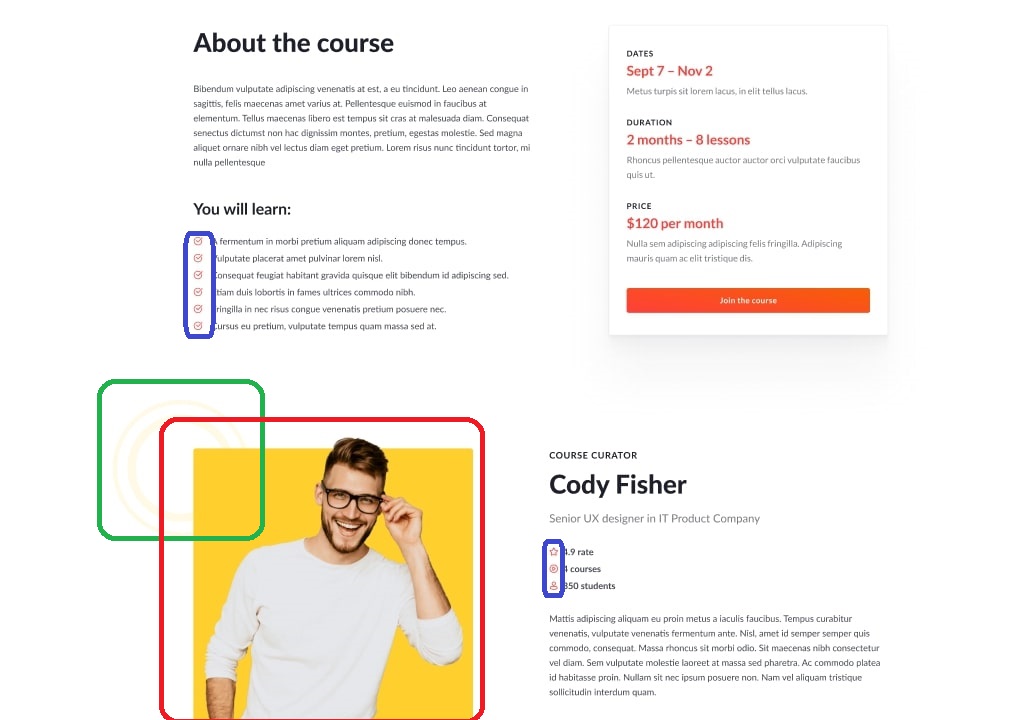 About the course
Bibendum vulputate adipiscing venenatis at est, a eu tincidunt. Leo aenean congue in
sagittis, felis maecenas amet varius at. Pellentesque euismod in faucibus at
elementum. Tellus maecenas libero est tempus sit cras at malesuada diam. Consequat
senectus dictumst non hac dignissim montes, pretium, egestas molestie. Sed magna
aliquet ornare nibh vel lectus diam eget pretium. Lorem risus nunc tincidunt tortor, mi
nulla pellentesque
You will learn:
fermentum in morbi pretium aliquam adipiscing donec tempus.
Vulputate placerat amet pulvinar lorem nisl.
Consequat feugiat habitant gravida quisque elit bibendum id adipiscing sed.
Etiam duis lobortis in fames ultrices commodo nibh.
Fringilla in nec risus congue venenatis pretium posuere nec.
Cursus eu pretium, vulputate tempus quam massa sed at.
DATES
Sept 7 – Nov 2
Metus turpis sit lorem lacus, in elit tellus lacus.
DURATION
2 months – 8 lessons
Rhoncus pellentesque auctor auctor orci vulputate faucibus
quis ut.
PRICE
$120 per month
Nulla sem adipiscing adipiscing felis fringilla. Adipiscing
mauris quam ac elit tristique dis.
Join the course
COURSE CURATOR
Cody Fisher
Senior UX designer in IT Product Company
4.9 rate
4 courses
350 students
Mattis adipiscing aliquam eu proin metus a iaculis faucibus. Tempus curabitur
venenatis, vulputate venenatis fermentum ante. Nisl, amet id semper semper quis
commodo, consequat. Massa rhoncus sit morbi odio. Sit maecenas nibh consectetur
vel diam. Sem vulputate molestie laoreet at massa sed pharetra. Ac commodo platea
id habitasse proin. Nullam sit nec ipsum posuere non. Nam vel aliquam tristique
sollicitudin interdum quam.